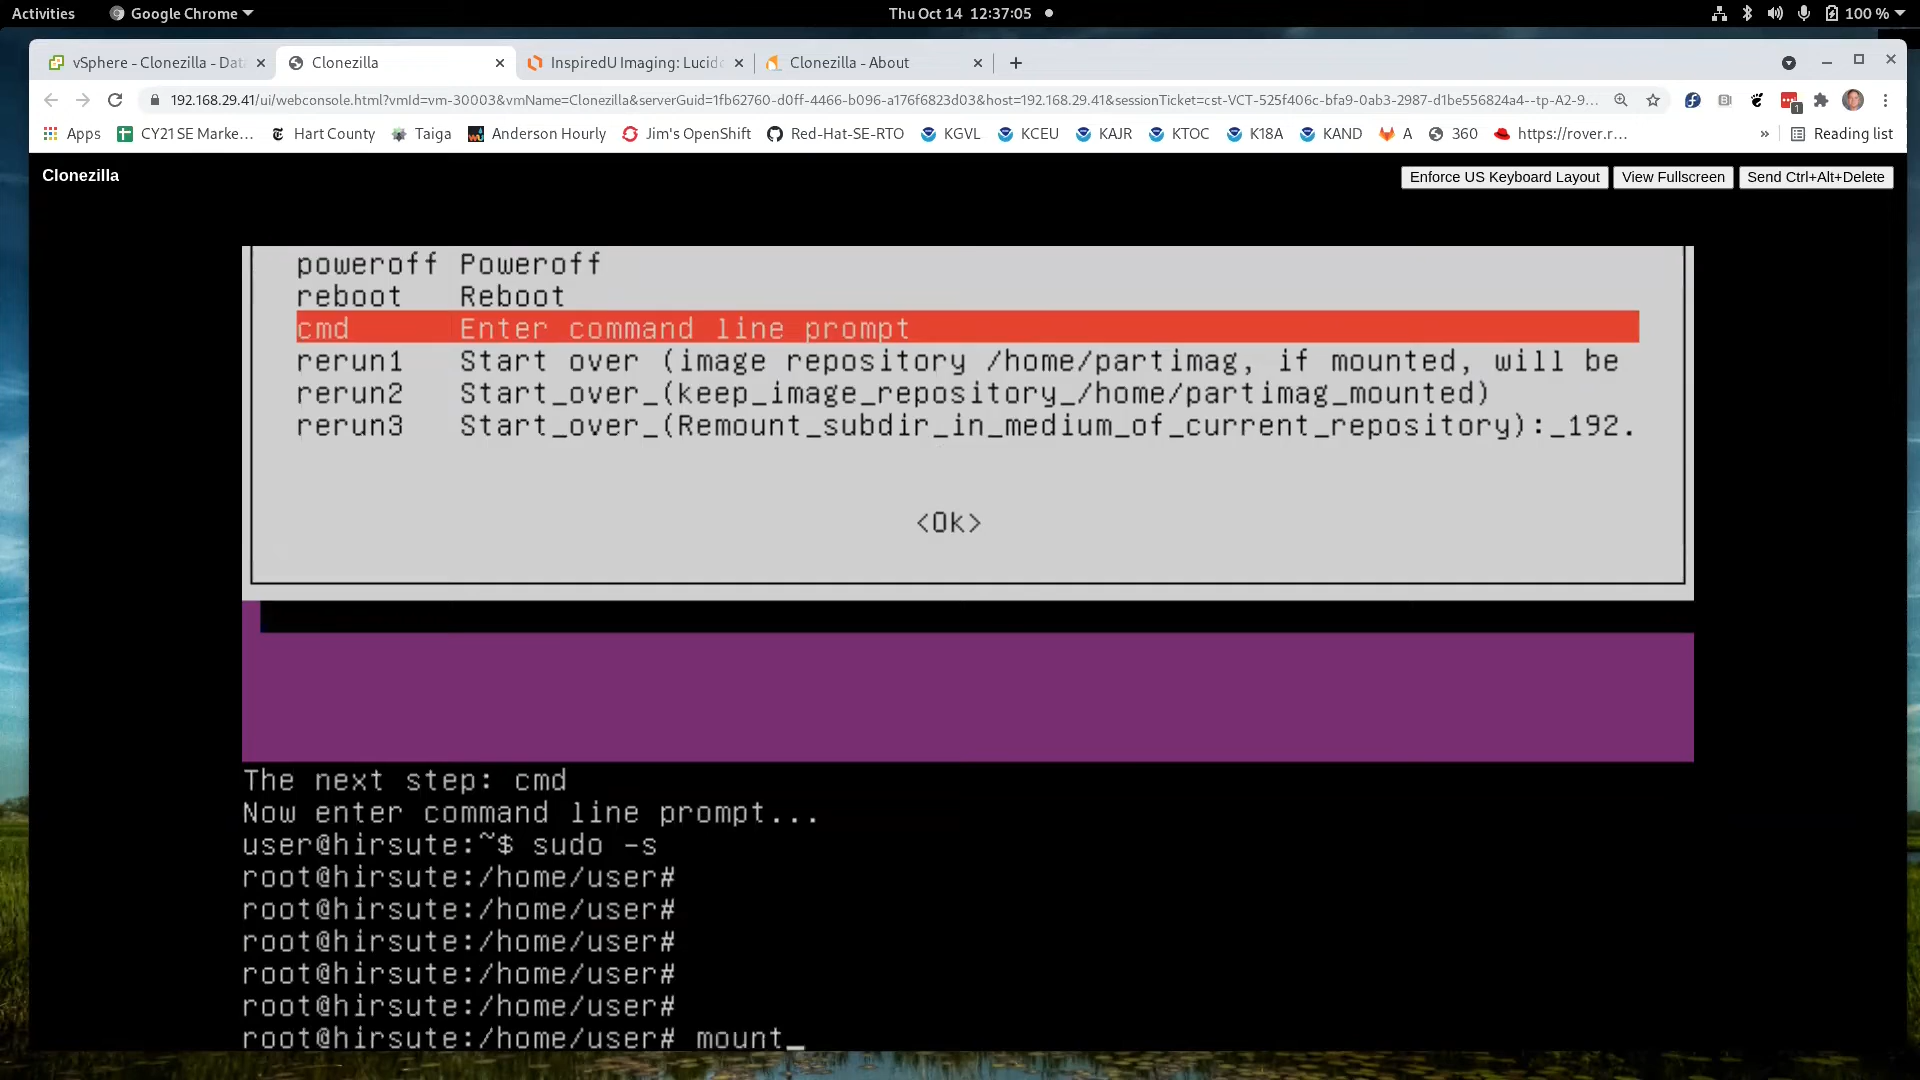 Activities Google Chrome Thu Oct 14 12:37:05 100 %
vSphere - Clonezilla - Data Clonezilla InspiredU Imaging: Lucid Clonezilla - About
192.168.29.41/ui/webconsole.html?vmId=vm-30003&vmName=Clonezilla&serverGuid=1fb62760-d0ff-4466-b096-a176f6823d03&host=192.168.29.41&sessionTicket=cst-VCT-525f406c-bfa9-0ab3-2987-d1be556824a4--tp-A2-9... 1
Apps CY21 SE Marke... Hart County Taiga Anderson Hourly Jim's OpenShift Red-Hat-SE-RTO KGVL KCEU KAJR KTOC K18A KAND A 360 https://rover.r... » Reading list
Clonezilla Enforce US Keyboard Layout View Fullscreen Send Ctrl+Alt+Delete
poweroff Poweroff
reboot Reboot
cmd Enter command line prompt
rerun1 Start over (image repository /home/partimag, if mounted, will be
rerun2 Start_over_(keep_image_repository_/home/partimag_mounted)
rerun3 Start_over_(Remount_subdir_in_medium_of_current_repository):_192.
<Ok>
The next step: cmd
Now enter command line prompt...
user@hirsute:~$ sudo -s
root@hirsute:/home/user#
root@hirsute:/home/user#
root@hirsute:/home/user#
root@hirsute:/home/user#
root@hirsute:/home/user#
root@hirsute:/home/user# mount_